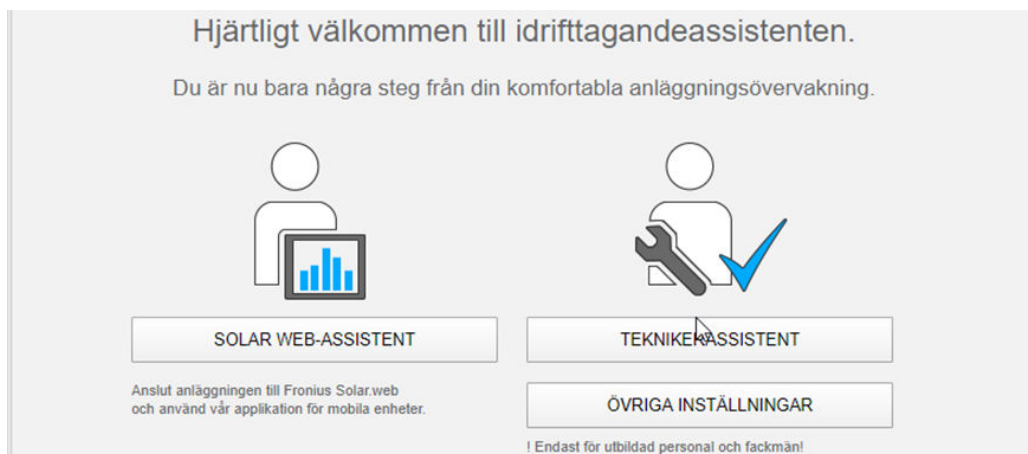 Hjärtligt välkommen till idrifttagandeassistenten.
Du är nu bara några steg från din komfortabla anläggningsövervakning.
SOLAR WEB-ASSISTENT
Anslut anläggningen till Fronius Solar.web
och använd vår applikation för mobila enheter.
TEKNIKERASSISTENT
ÖVRIGA INSTÄLLNINGAR
! Endast för utbildad personal och fackmän!